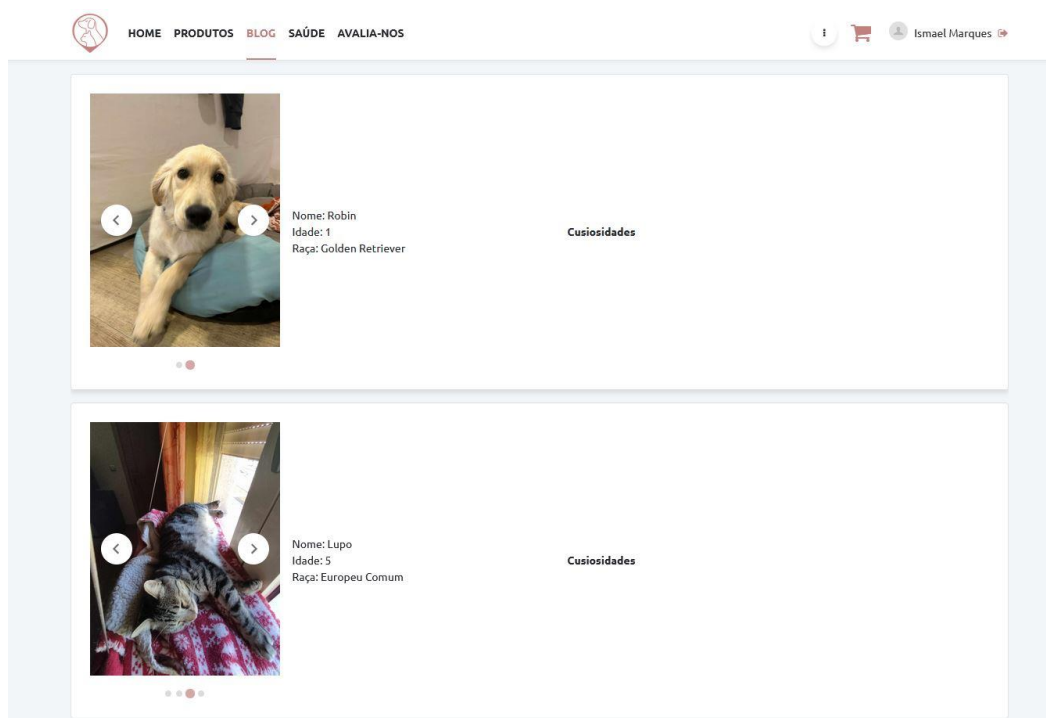 HOME PRODUTOS BLOG SAÚDE AVALIA-NOS Ismael Marques
Nome: Robin
Idade: 1
Raça: Golden Retriever
Cusiosidades
Nome: Lupo
Idade: 5
Raça: Europeu Comum
Cusiosidades